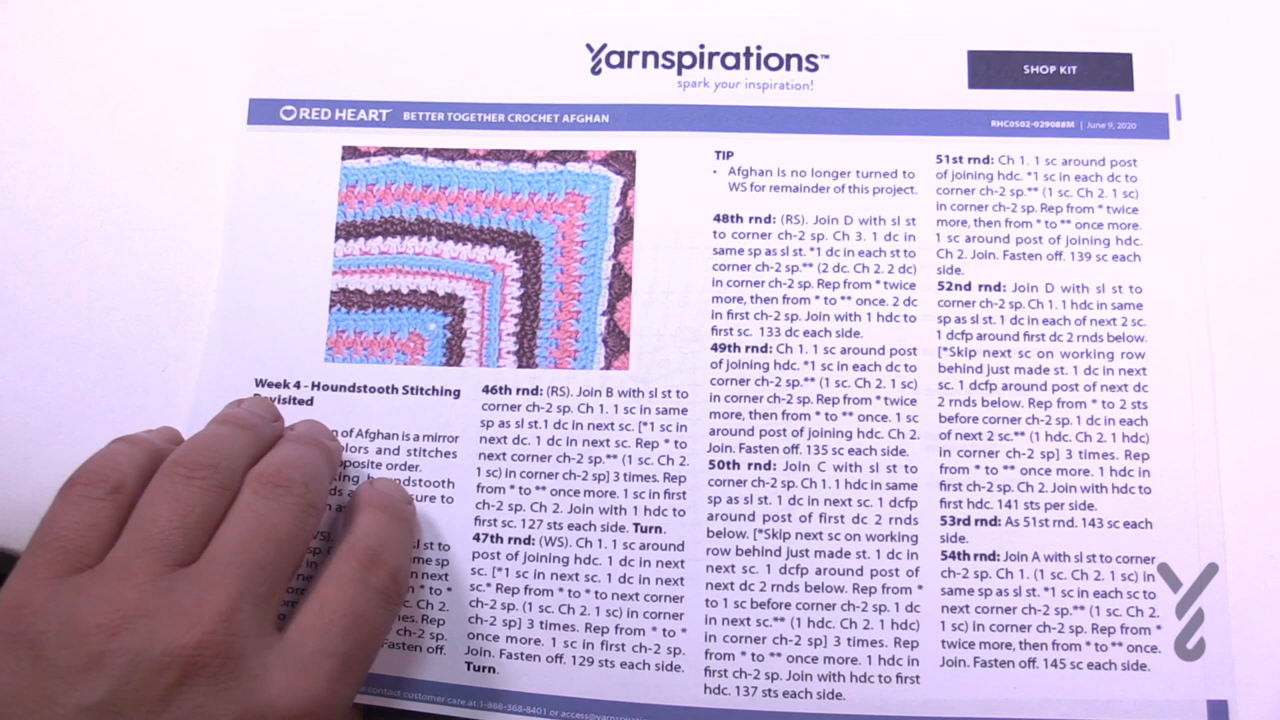 Yarnspirations™
spark your inspiration!
SHOP KIT
RED HEART
BETTER TOGETHER CROCHET AFGHAN
RHC0502-029088M | June 9, 2020
Week 4 - Houndstooth Stitching
Revisited
of Afghan is a mirror
and stitches
opposite order.
houndstooth
sure to
sl st to
sp
next
* to *
Ch 2.
Rep
ch-2 sp.
Fasten off.
46th rnd: (RS). Join B with sl st to
corner ch-2 sp. Ch 1. 1 sc in same
sp as sl st.1 dc in next sc. [*1 sc in
next dc. 1 dc in next sc. Rep * to
next corner ch-2 sp.** (1 sc. Ch 2.
1 sc) in corner ch-2 sp] 3 times. Rep
from * to ** once more. 1 sc in first
ch-2 sp. Ch 2. Join with 1 hdc to
first sc. 127 sts each side. Turn.
47th rnd: (WS). Ch 1. 1 sc around
post of joining hdc. 1 dc in next
sc. [*1 sc in next sc. 1 dc in next
sc.* Rep from * to * to next corner
ch-2 sp. (1 sc. Ch 2. 1 sc) in corner
ch-2 sp] 3 times. Rep from * to *
once more. 1 sc in first ch-2 sp.
Join. Fasten off. 129 sts each side.
Turn.
TIP
• Afghan is no longer turned to
WS for remainder of this project.
48th rnd: (RS). Join D with sl st
to corner ch-2 sp. Ch 3. 1 dc in
same sp as sl st. *1 dc in each st to
corner ch-2 sp.** (2 dc. Ch 2. 2 dc)
in corner ch-2 sp. Rep from * twice
more, then from * to ** once. 2 dc
in first ch-2 sp. Join with 1 hdc to
first sc. 133 dc each side.
49th rnd: Ch 1. 1 sc around post
of joining hdc. *1 sc in each dc to
corner ch-2 sp.** (1 sc. Ch 2. 1 sc)
in corner ch-2 sp. Rep from * twice
more, then from * to ** once. 1 sc
around post of joining hdc. Ch 2.
Join. Fasten off. 135 sc each side.
50th rnd: Join C with sl st to
corner ch-2 sp. Ch 1. 1 hdc in same
sp as sl st. 1 dc in next sc. 1 dcfp
around post of first dc 2 rnds
below. [*Skip next sc on working
row behind just made st. 1 dc in
next sc. 1 dcfp around post of
next dc 2 rnds below. Rep from *
to 1 sc before corner ch-2 sp. 1 dc
in next sc.** (1 hdc. Ch 2. 1 hdc)
in corner ch-2 sp] 3 times. Rep
from * to ** once more. 1 hdc in
first ch-2 sp. Join with hdc to first
hdc. 137 sts each side.
51st rnd: Ch 1. 1 sc around post
of joining hdc. *1 sc in each dc to
corner ch-2 sp.** (1 sc. Ch 2. 1 sc)
in corner ch-2 sp. Rep from * twice
more, then from * to ** once more.
1 sc around post of joining hdc.
Ch 2. Join. Fasten off. 139 sc each
side.
52nd rnd: Join D with sl st to
corner ch-2 sp. Ch 1. 1 hdc in same
sp as sl st. 1 dc in each of next 2 sc.
1 dcfp around first dc 2 rnds below.
[*Skip next sc on working row
behind just made st. 1 dc in next
sc. 1 dcfp around post of next dc
2 rnds below. Rep from * to 2 sts
before corner ch-2 sp. 1 dc in each
of next 2 sc.** (1 hdc. Ch 2. 1 hdc)
in corner ch-2 sp] 3 times. Rep
from * to ** once more. 1 hdc in
first ch-2 sp. Ch 2. Join with hdc to
first hdc. 141 sts per side.
53rd rnd: As 51st rnd. 143 sc each
side.
54th rnd: Join A with sl st to corner
ch-2 sp. Ch 1. (1 sc. Ch 2. 1 sc) in
same sp as sl st. *1 sc in each sc to
next corner ch-2 sp.** (1 sc. Ch 2.
1 sc) in corner ch-2 sp. Rep from *
twice more, then from * to ** once.
Join. Fasten off. 145 sc each side.
contact customer care at 1-888-368-8401 or